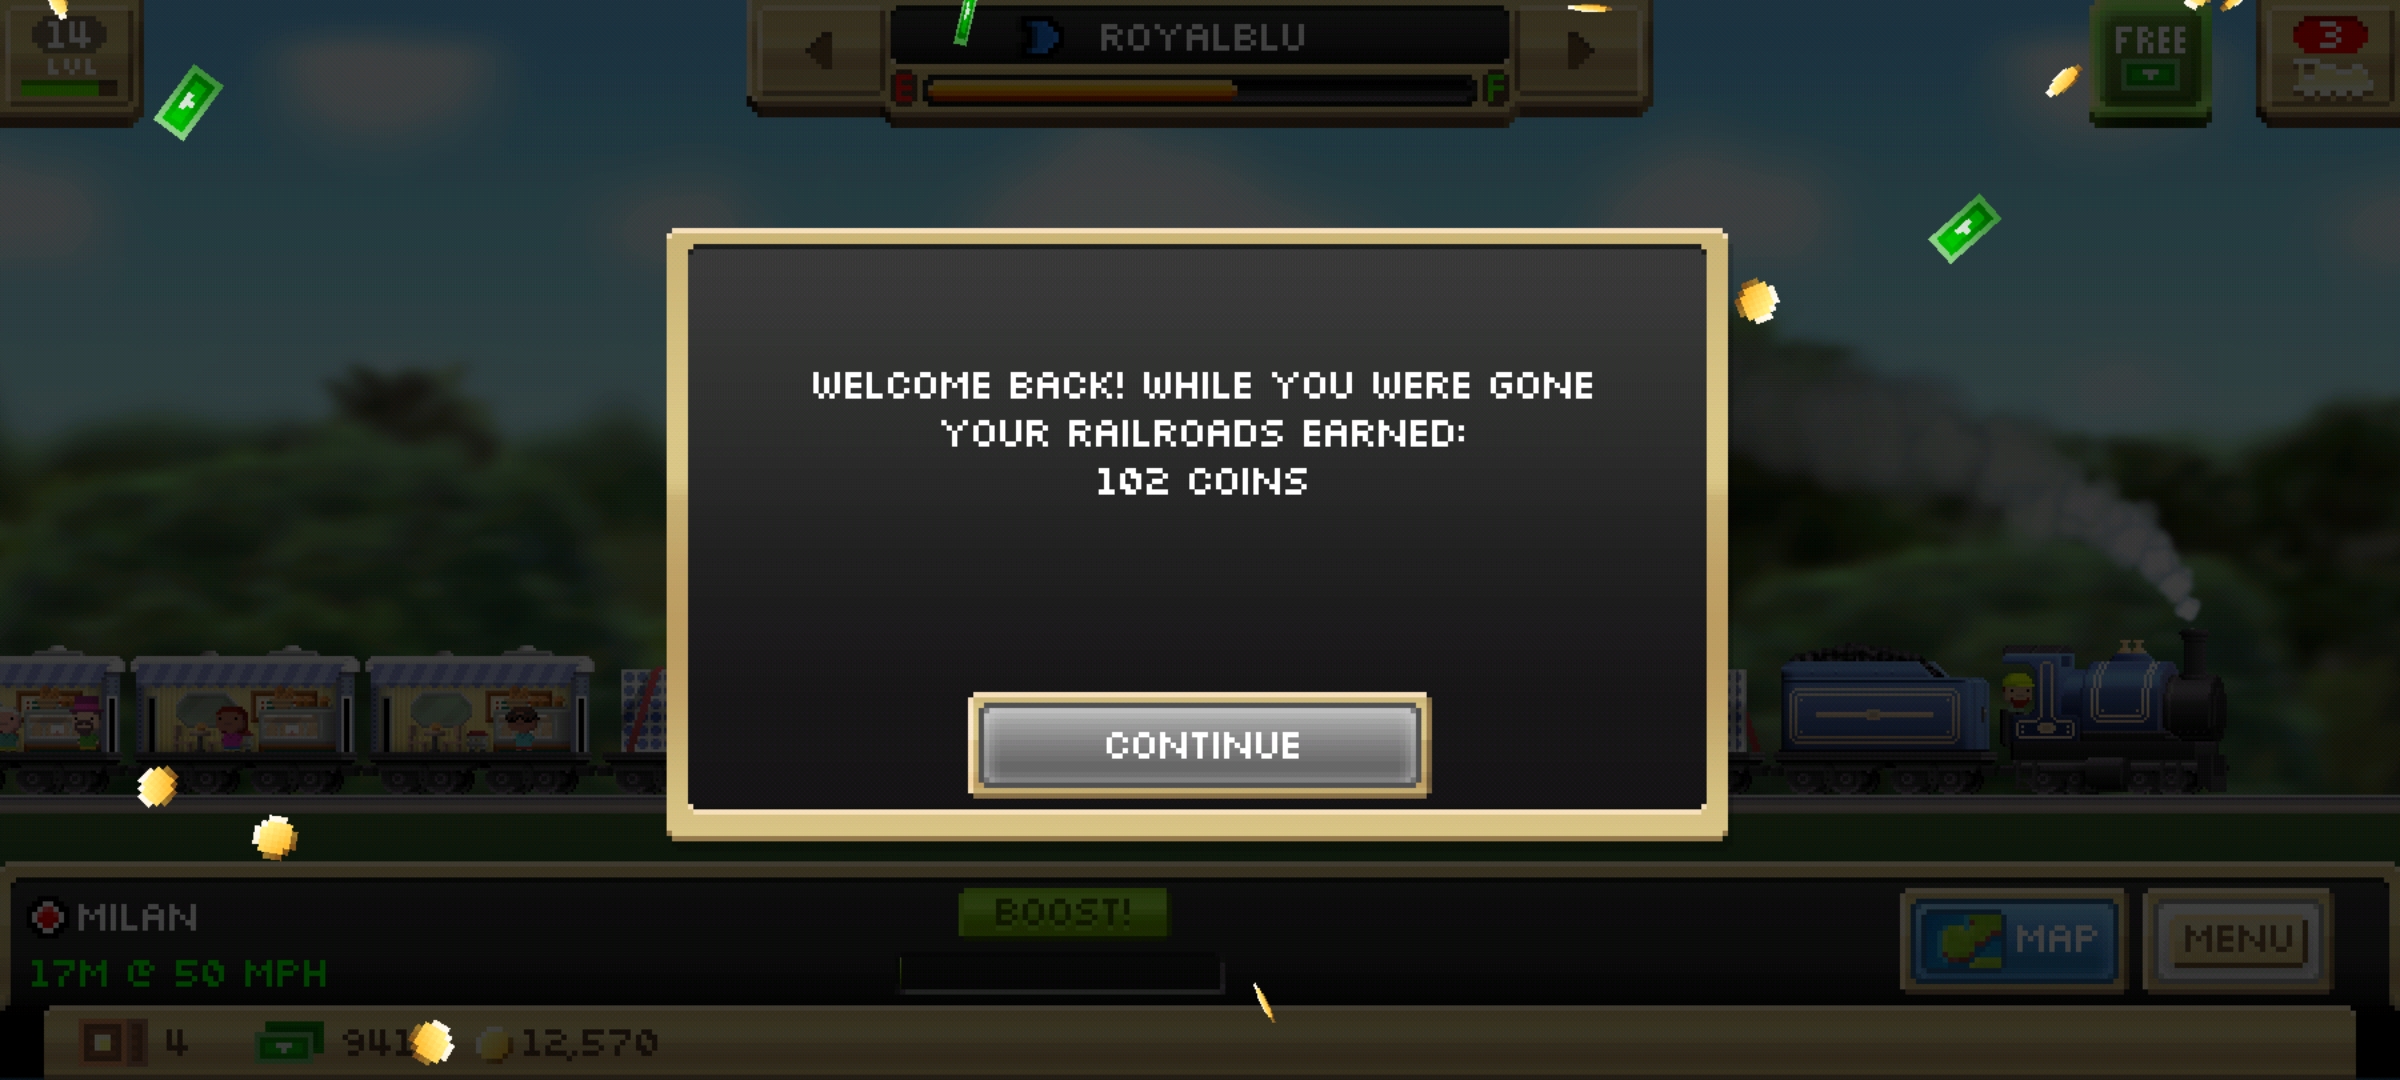 14
LVL
ROYALBLU
E F
FREE
3
WELCOME BACK! WHILE YOU WERE GONE
YOUR RAILROADS EARNED:
102 COINS
CONTINUE
MILAN
17M @ 50 MPH
BOOST!
MAP
MENU
4 941 12,570